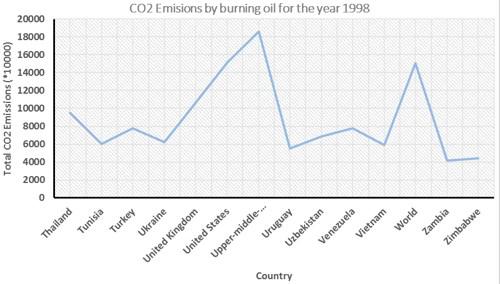 CO2 Emisions by burning oil for the year 1998
Total CO2 Emissions (*10000)
20000
18000
16000
14000
12000
10000
8000
6000
4000
2000
0
Thailand
Tunisia
Turkey
Ukraine
United Kingdom
United States
Upper-middle-...
Uruguay
Uzbekistan
Venezuela
Vietnam
World
Zambia
Zimbabwe
Country